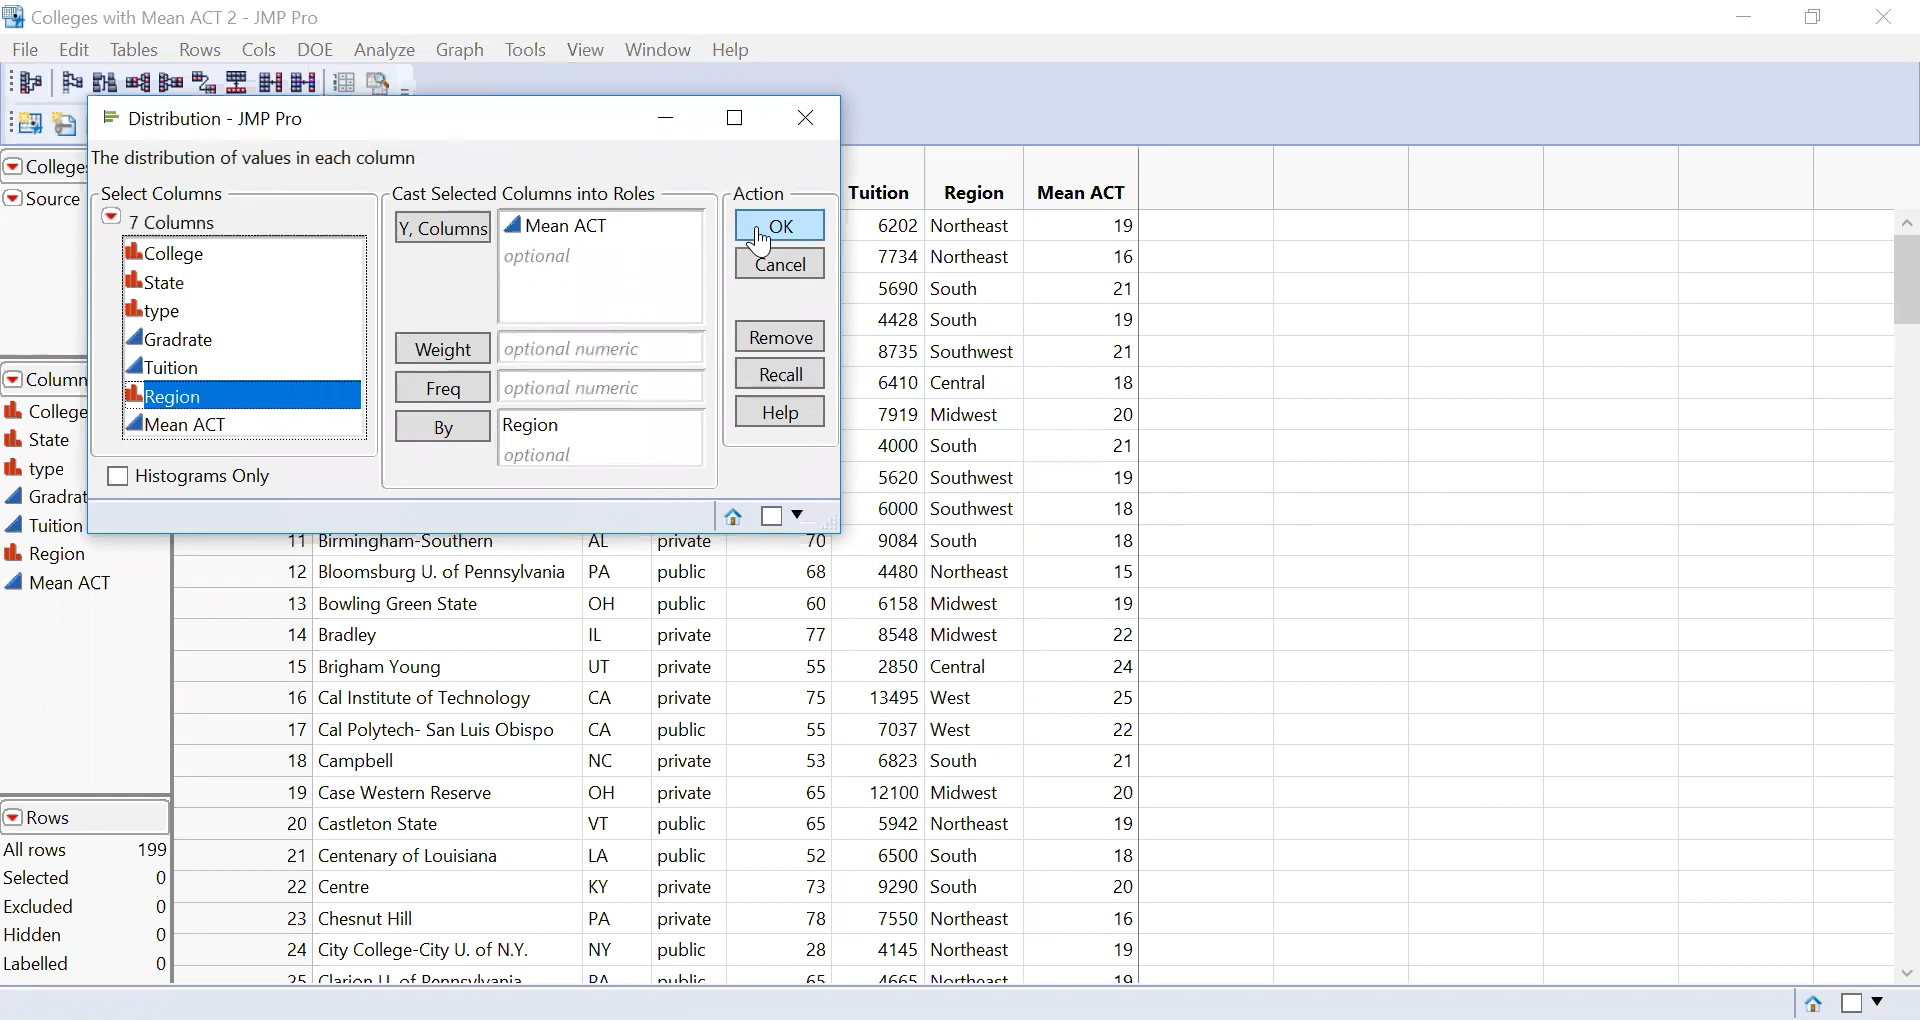 Colleges with Mean ACT 2 - JMP Pro
File Edit Tables Rows Cols DOE Analyze Graph Tools View Window Help
Distribution - JMP Pro
The distribution of values in each column
Select Columns
7 Columns
College
State
type
Gradrate
Tuition
Region
Mean ACT
Histograms Only
Cast Selected Columns into Roles
Y, Columns
Mean ACT
optional
Weight
optional numeric
Freq
optional numeric
By
Region
optional
Action
OK
Cancel
Remove
Recall
Help
Colleges
Source
Column
College
State
type
Gradrat
Tuition
Region
Mean ACT
Rows
All rows 199
Selected 0
Excluded 0
Hidden 0
Labelled 0
Tuition Region Mean ACT
6202 Northeast 19
7734 Northeast 16
5690 South 21
4428 South 19
8735 Southwest 21
6410 Central 18
7919 Midwest 20
4000 South 21
5620 Southwest 19
6000 Southwest 18
11 Birmingham-Southern AL private 70 9084 South 18
12 Bloomsburg U. of Pennsylvania PA public 68 4480 Northeast 15
13 Bowling Green State OH public 60 6158 Midwest 19
14 Bradley IL private 77 8548 Midwest 22
15 Brigham Young UT private 55 2850 Central 24
16 Cal Institute of Technology CA private 75 13495 West 25
17 Cal Polytech- San Luis Obispo CA public 55 7037 West 22
18 Campbell NC private 53 6823 South 21
19 Case Western Reserve OH private 65 12100 Midwest 20
20 Castleton State VT public 65 5942 Northeast 19
21 Centenary of Louisiana LA public 52 6500 South 18
22 Centre KY private 73 9290 South 20
23 Chesnut Hill PA private 78 7550 Northeast 16
24 City College-City U. of N.Y. NY public 28 4145 Northeast 19
25 Clarion U. of Pennsylvania PA public 65 4665 Northeast 19